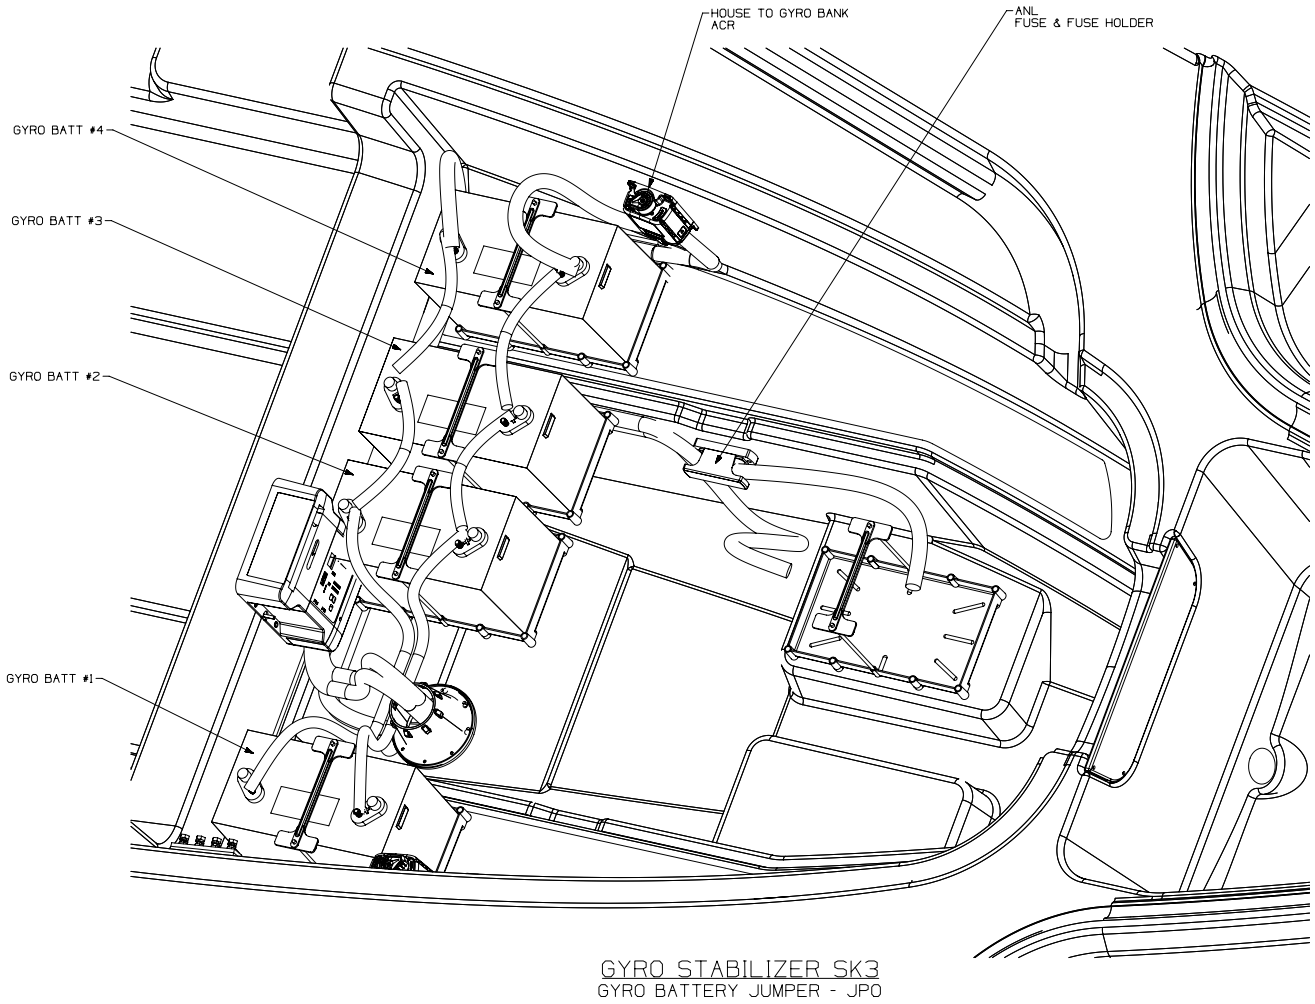 HOUSE TO GYRO BANK
ACR
ANL
FUSE & FUSE HOLDER
GYRO BATT #4
GYRO BATT #3
GYRO BATT #2
GYRO BATT #1
GYRO STABILIZER SK3
GYRO BATTERY JUMPER - JPO